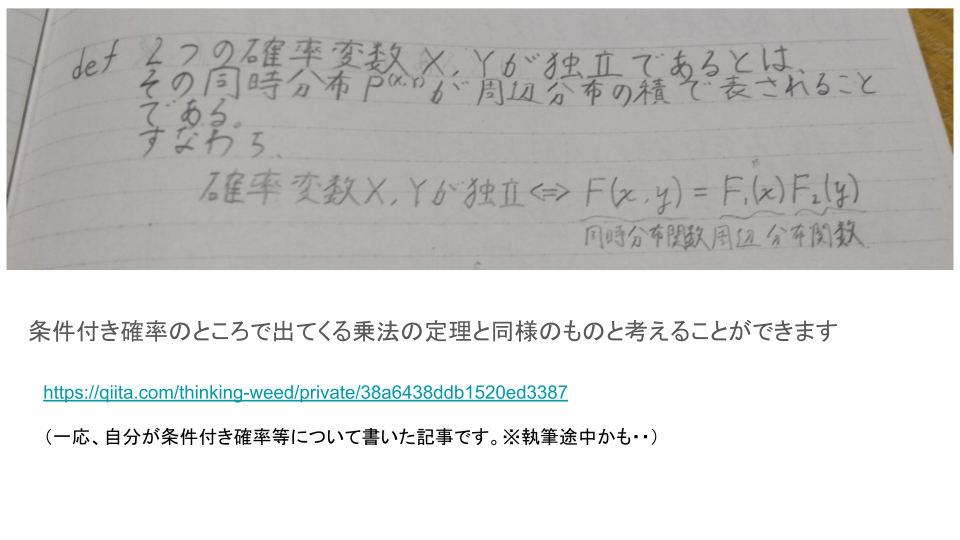 def 2つの確率変数X, Yが独立であるとは、
その同時分布P^(X,Y)が周辺分布の積で表されること
である。
すなわち、
確率変数X, Yが独立⇔F(x, y) = F₁(x)F₂(y)
同時分布関数 周辺分布関数
条件付き確率のところで出てくる乗法の定理と同様のものと考えることができます
https://qiita.com/thinking-weed/private/38a6438ddb1520ed3387
（一応、自分が条件付き確率等について書いた記事です。※執筆途中かも・・）